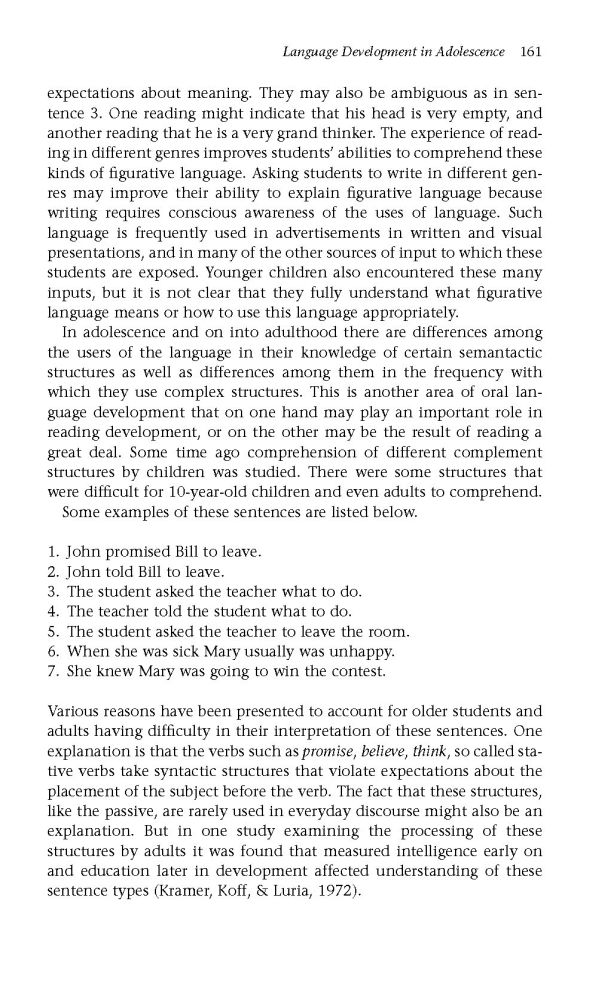 Language Development in Adolescence 161
expectations about meaning. They may also be ambiguous as in sen-
tence 3. One reading might indicate that his head is very empty, and
another reading that he is a very grand thinker. The experience of read-
ing in different genres improves students' abilities to comprehend these
kinds of figurative language. Asking students to write in different gen-
res may improve their ability to explain figurative language because
writing requires conscious awareness of the uses of language. Such
language is frequently used in advertisements in written and visual
presentations, and in many of the other sources of input to which these
students are exposed. Younger children also encountered these many
inputs, but it is not clear that they fully understand what figurative
language means or how to use this language appropriately.
In adolescence and on into adulthood there are differences among
the users of the language in their knowledge of certain semantactic
structures as well as differences among them in the frequency with
which they use complex structures. This is another area of oral lan-
guage development that on one hand may play an important role in
reading development, or on the other may be the result of reading a
great deal. Some time ago comprehension of different complement
structures by children was studied. There were some structures that
were difficult for 10-year-old children and even adults to comprehend.
Some examples of these sentences are listed below.
1. John promised Bill to leave.
2. John told Bill to leave.
3. The student asked the teacher what to do.
4. The teacher told the student what to do.
5. The student asked the teacher to leave the room.
6. When she was sick Mary usually was unhappy.
7. She knew Mary was going to win the contest.
Various reasons have been presented to account for older students and
adults having difficulty in their interpretation of these sentences. One
explanation is that the verbs such as promise, believe, think, so called sta-
tive verbs take syntactic structures that violate expectations about the
placement of the subject before the verb. The fact that these structures,
like the passive, are rarely used in everyday discourse might also be an
explanation. But in one study examining the processing of these
structures by adults it was found that measured intelligence early on
and education later in development affected understanding of these
sentence types (Kramer, Koff, & Luria, 1972).